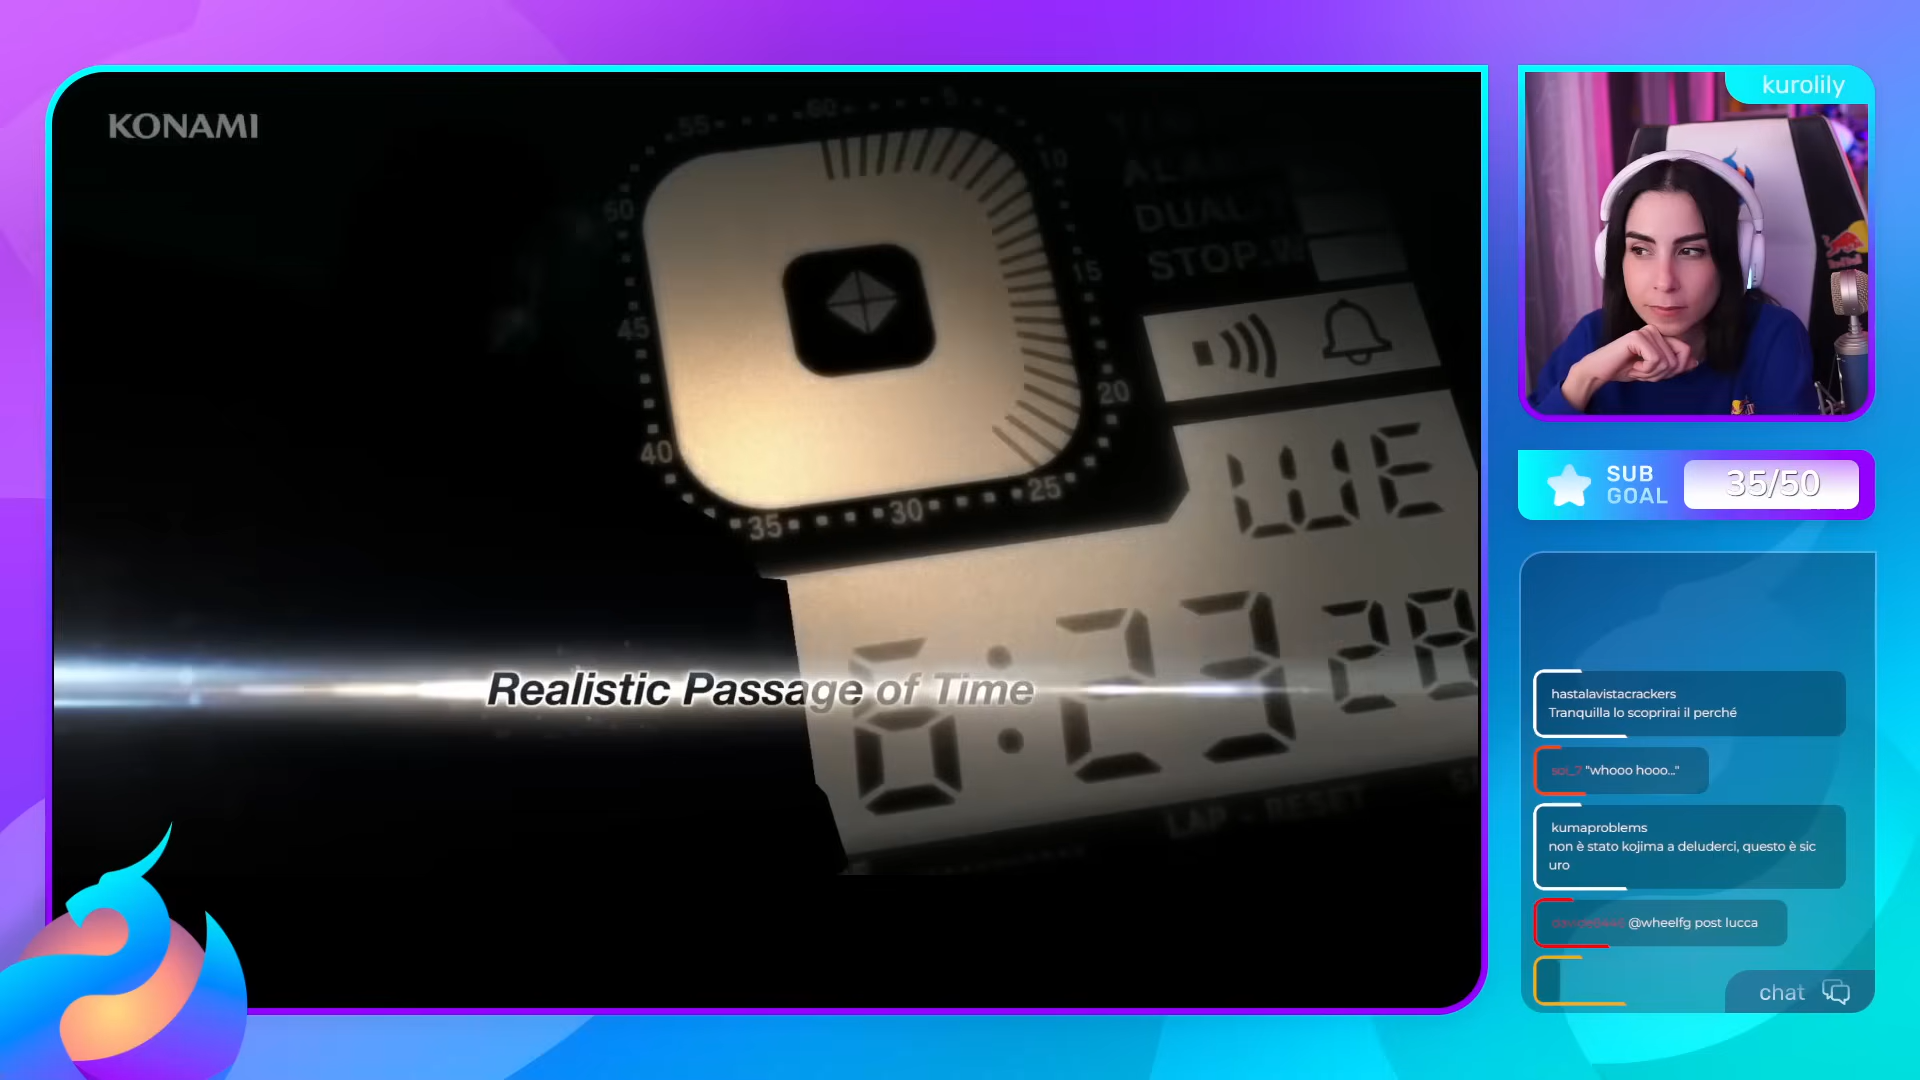 KONAMI
55 60 5
10
50
15
45
20
40
25
35 30
DUAL.T
STOP.W
WE
6:23 28
LAP - RESET
Realistic Passage of Time
kurolily
SUB
GOAL
35/50
hastalavistacrackers
Tranquilla lo scoprirai il perché
soi_7 "whooo hooo..."
kumaproblems
non è stato kojima a deluderci, questo è sic
uro
@wheelfg post lucca
chat